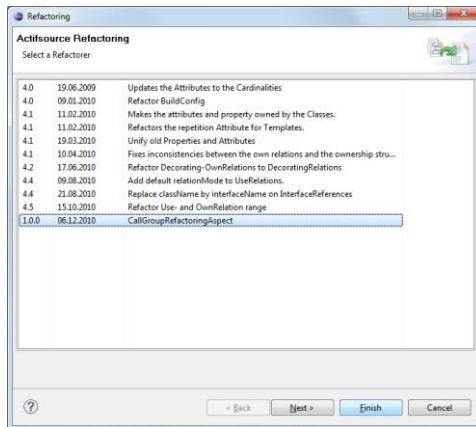 Refactoring
Actifsource Refactoring
Select a Refactorer
4.0 19.06.2009 Updates the Attributes to the Cardinalities
4.0 09.01.2010 Refactor BuildConfig
4.1 11.02.2010 Makes the attributes and property owned by the Classes.
4.1 11.02.2010 Refactors the repetition Attribute for Templates.
4.1 19.03.2010 Unify old Properties and Attributes
4.1 10.04.2010 Fixes inconsistencies between the own relations and the ownership stru...
4.2 17.06.2010 Refactor Decorating-OwnRelations to DecoratingRelations
4.4 09.08.2010 Add default relationMode to UseRelations.
4.4 21.08.2010 Replace className by interfaceName on InterfaceReferences
4.5 15.10.2010 Refactor Use- and OwnRelation range
1.0.0 06.12.2010 CallGroupRefactoringAspect
? < Back Next > Finish Cancel